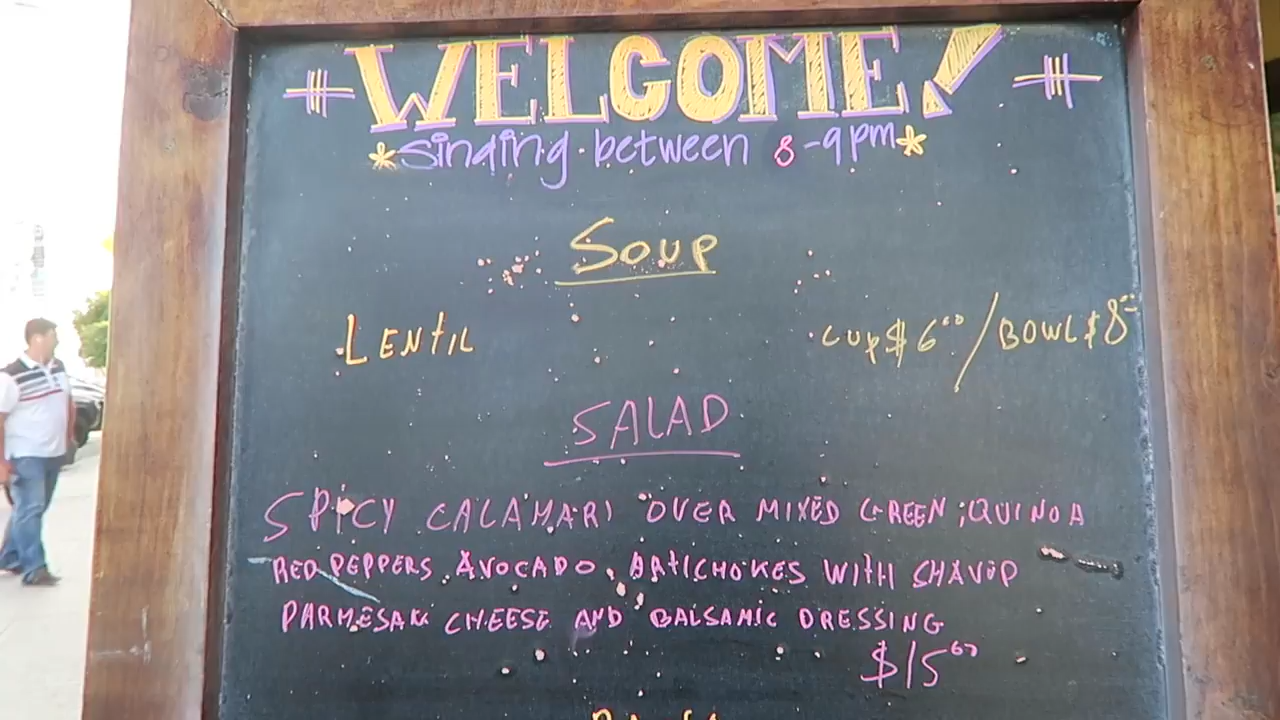 WELCOME!
*Singing between 8-9pm*
SOUP
LENTIL CUP $6.00 / BOWL $8
SALAD
SPICY CALAMARI OVER MIXED GREEN, QUINOA
RED PEPPERS, AVOCADO, ARTICHOKES WITH SHAVED
PARMESAN CHEESE AND BALSAMIC DRESSING
$15.00